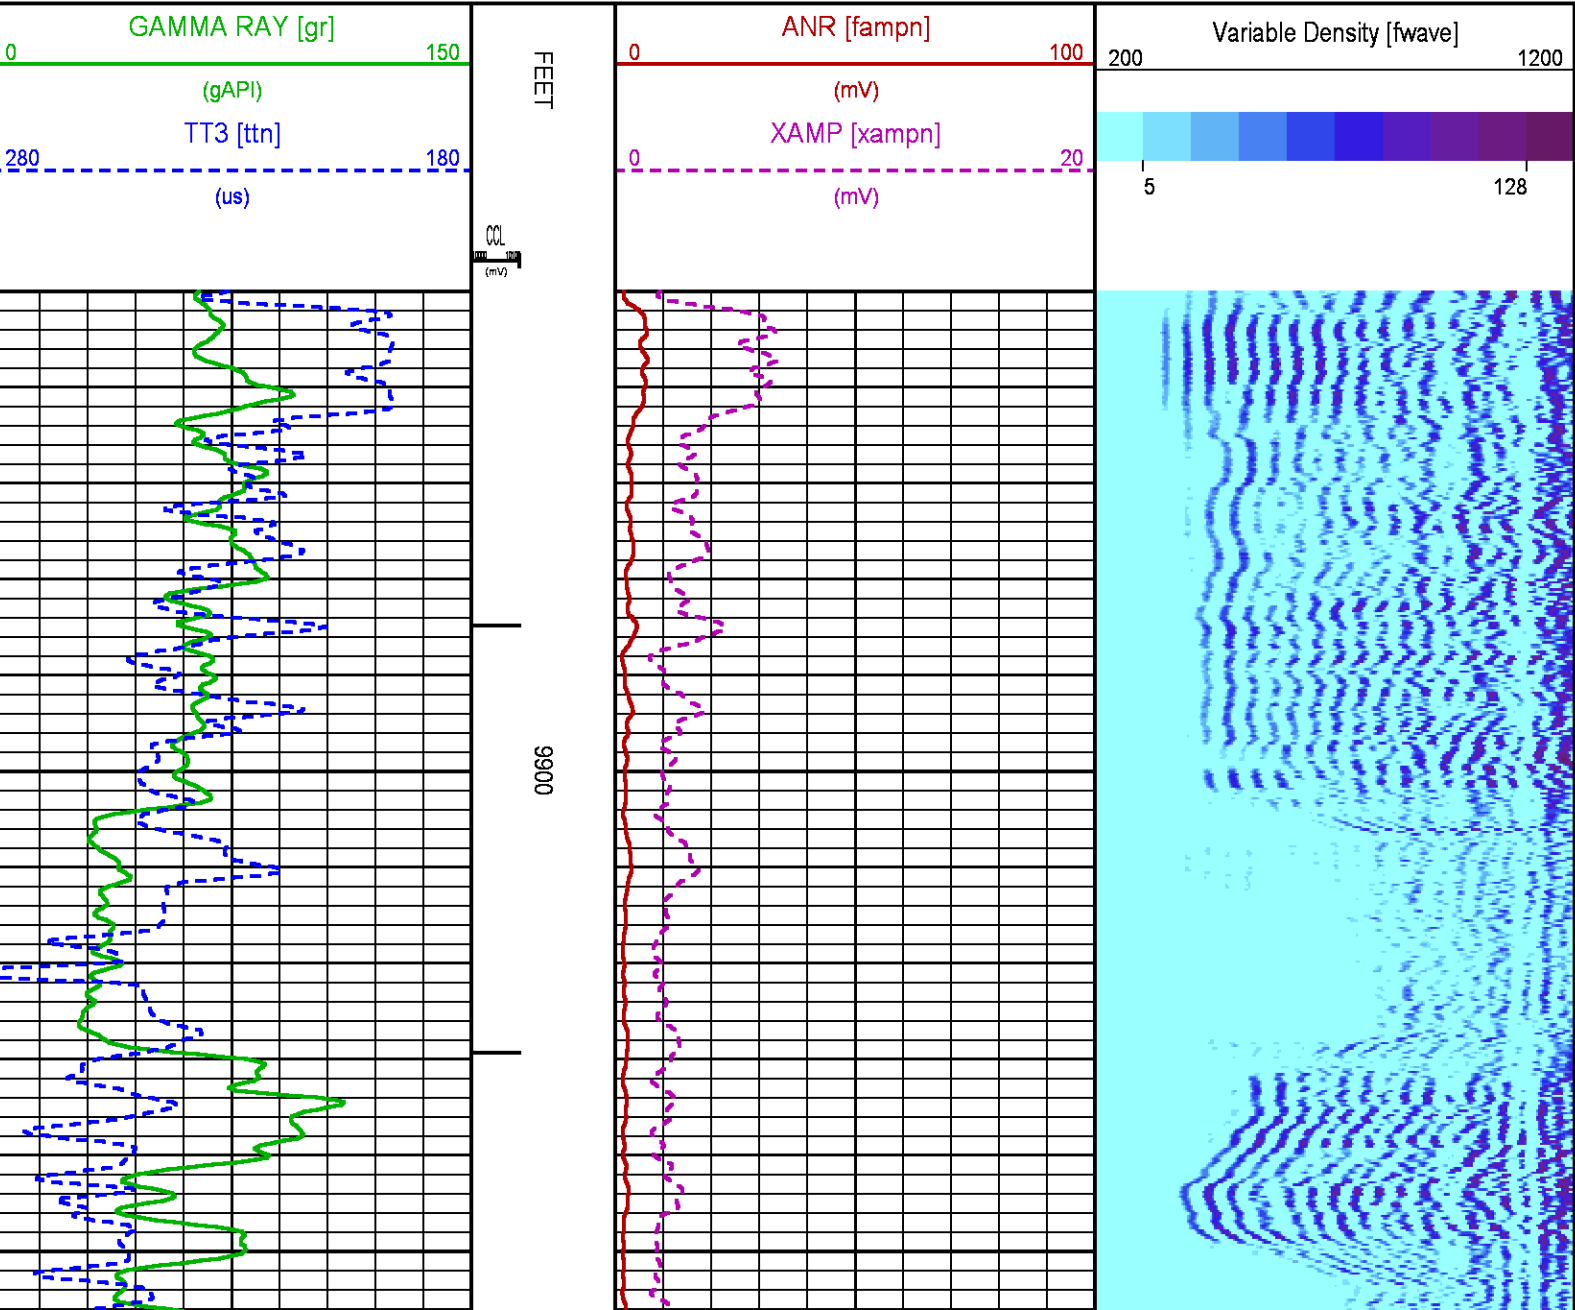 GAMMA RAY [gr]
0 150
(gAPI)
TT3 [ttn]
280 180
(us)
FEET
CCL
(mV)
9900
ANR [fampn]
0 100
(mV)
XAMP [xampn]
0 20
(mV)
Variable Density [fwave]
200 1200
5 128